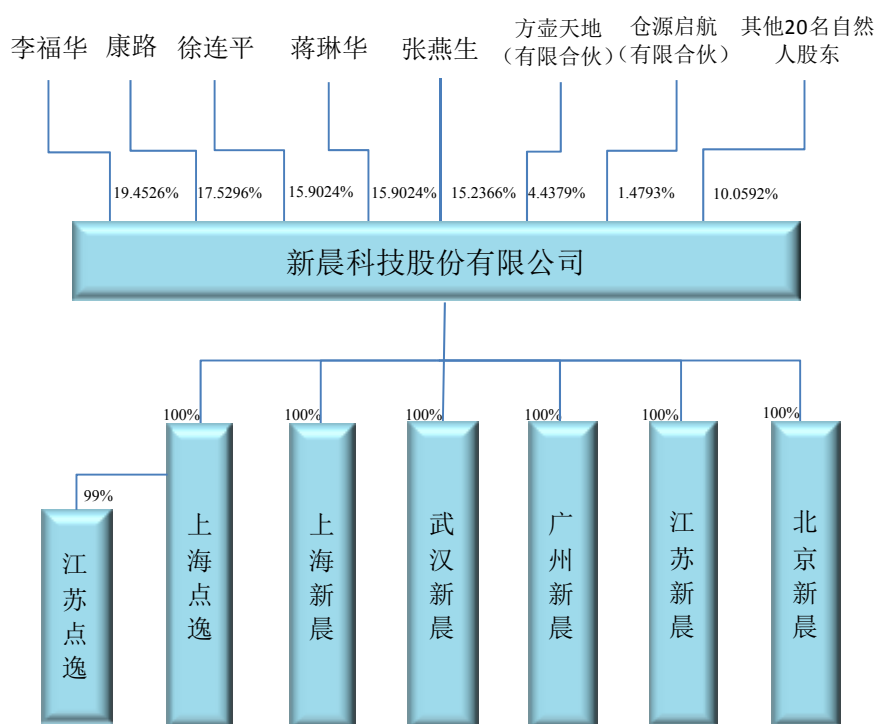 李福华
康路
徐连平
蒋琳华
张燕生
方壶天地
（有限合伙）
仓源启航
（有限合伙）
其他20名自然
人股东
19.4526%
17.5296%
15.9024%
15.9024%
15.2366%
4.4379%
1.4793%
10.0592%
新晨科技股份有限公司
100%
100%
100%
100%
100%
100%
99%
江苏点逸
上海点逸
上海新晨
武汉新晨
广州新晨
江苏新晨
北京新晨